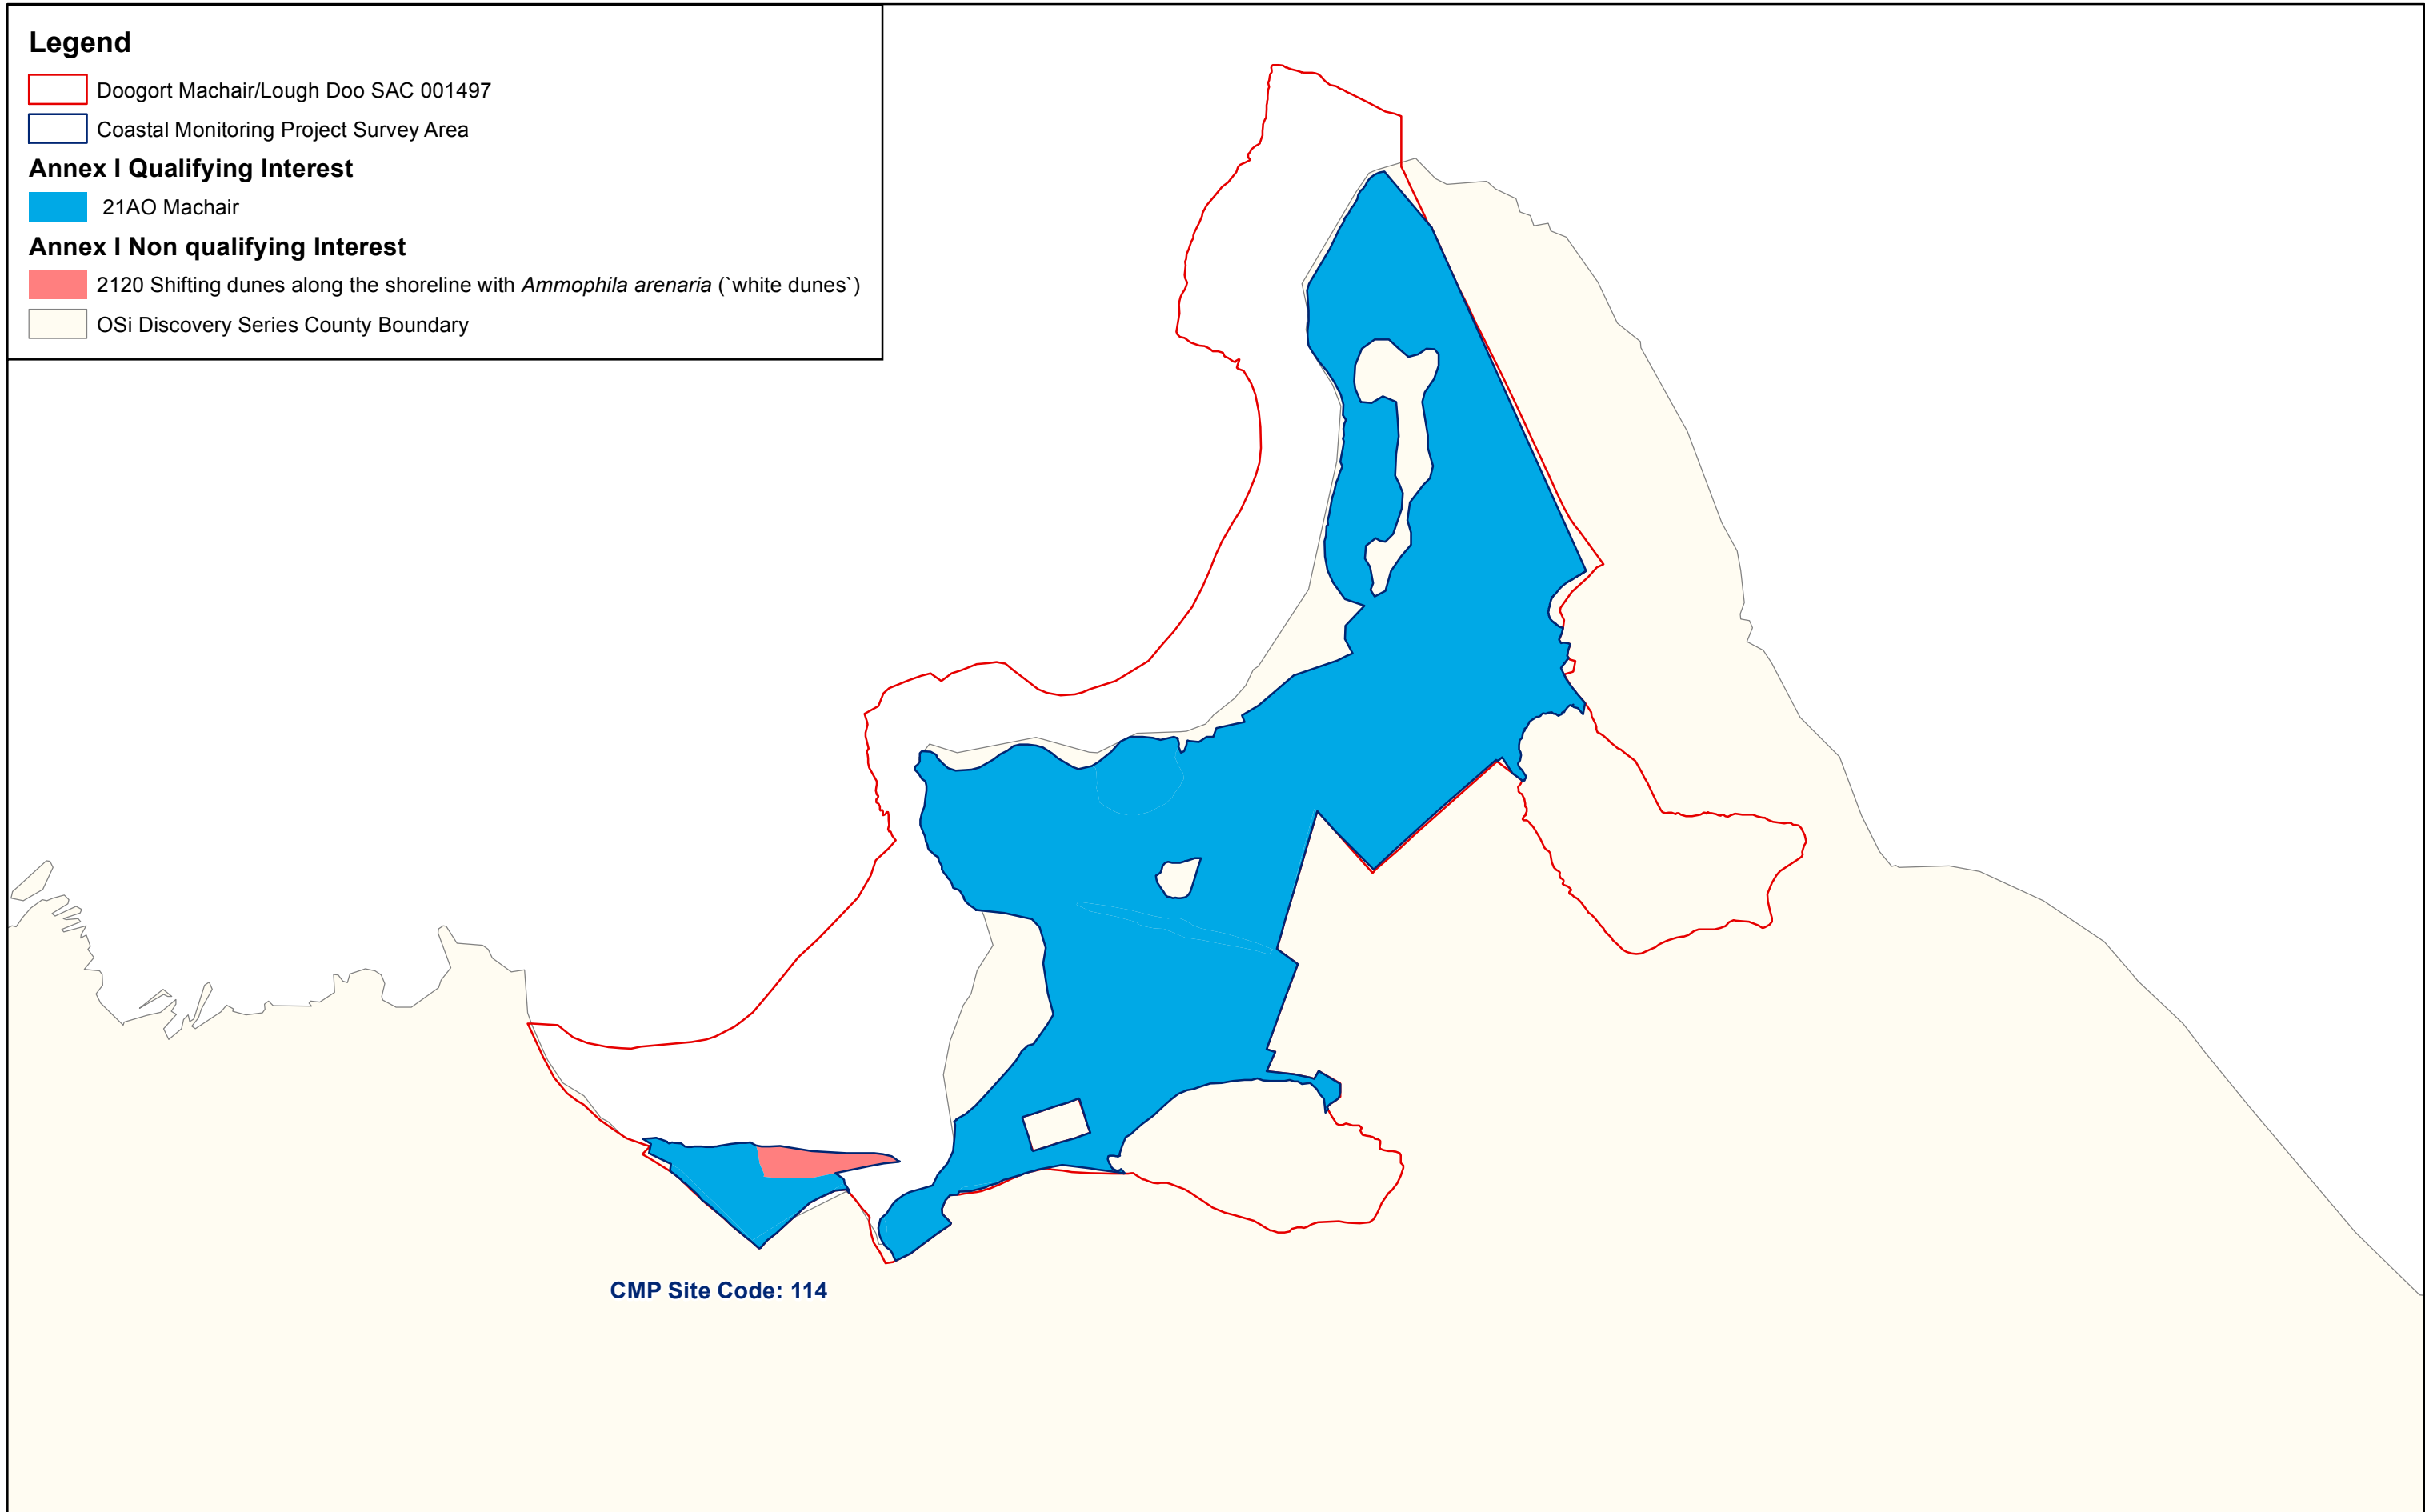 Legend
Doogort Machair/Lough Doo SAC 001497
Coastal Monitoring Project Survey Area
Annex I Qualifying Interest
21AO Machair
Annex I Non qualifying Interest
2120 Shifting dunes along the shoreline with Ammophila arenaria (`white dunes`)
OSi Discovery Series County Boundary
CMP Site Code: 114